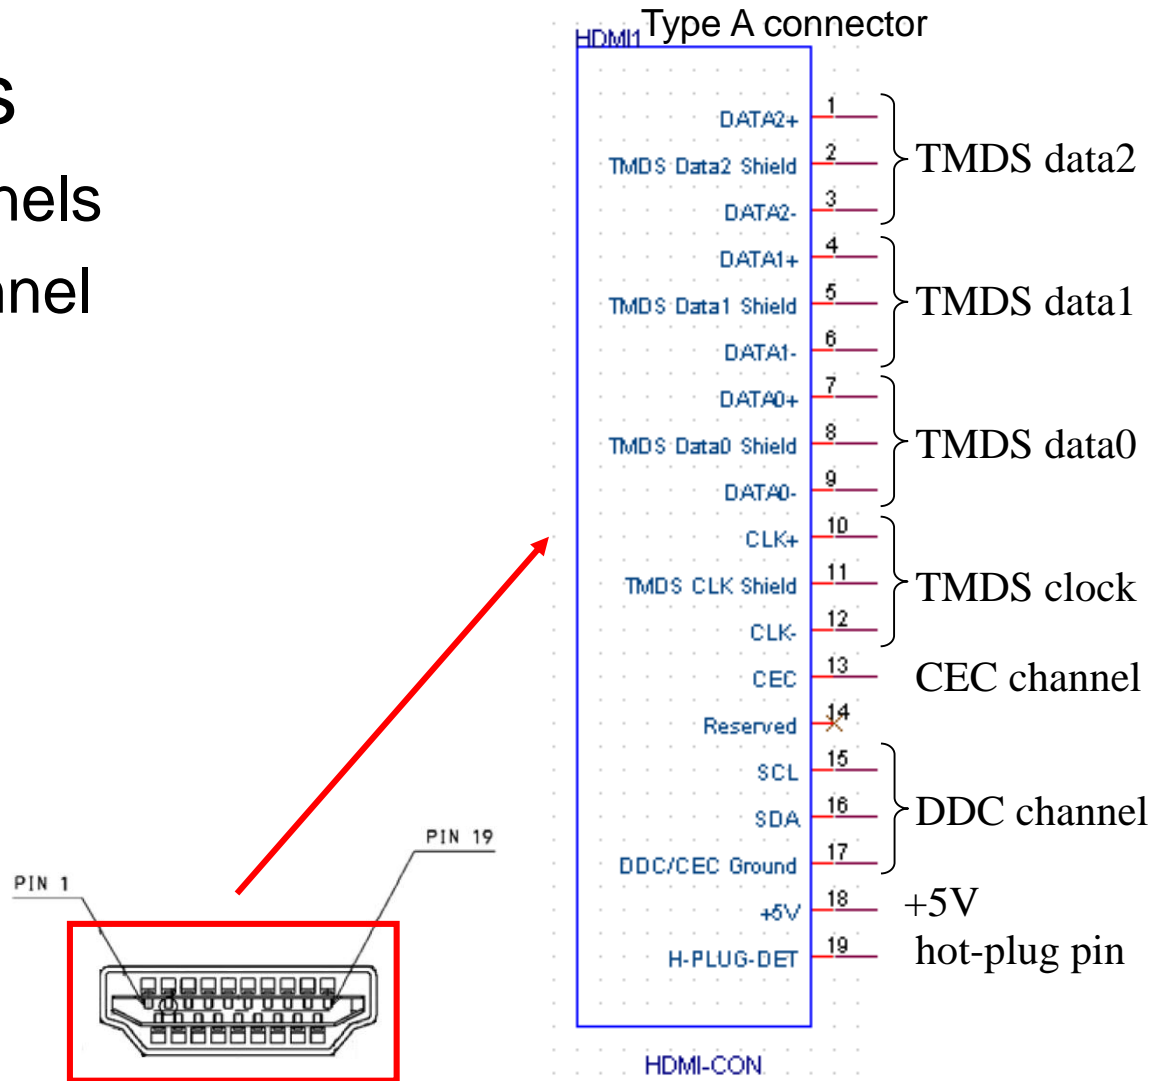 Type A connector
HDMI1
s
nels
nnel
DATA2+ 1
TMDS Data2 Shield 2
DATA2- 3
TMDS data2
DATA1+ 4
TMDS Data1 Shield 5
DATA1- 6
TMDS data1
DATA0+ 7
TMDS Data0 Shield 8
DATA0- 9
TMDS data0
CLK+ 10
TMDS CLK Shield 11
CLK- 12
TMDS clock
CEC 13 CEC channel
Reserved 14
SCL 15
SDA 16
DDC/CEC Ground 17
DDC channel
+5V 18 +5V
H-PLUG-DET 19 hot-plug pin
HDMI-CON
PIN 19
PIN 1